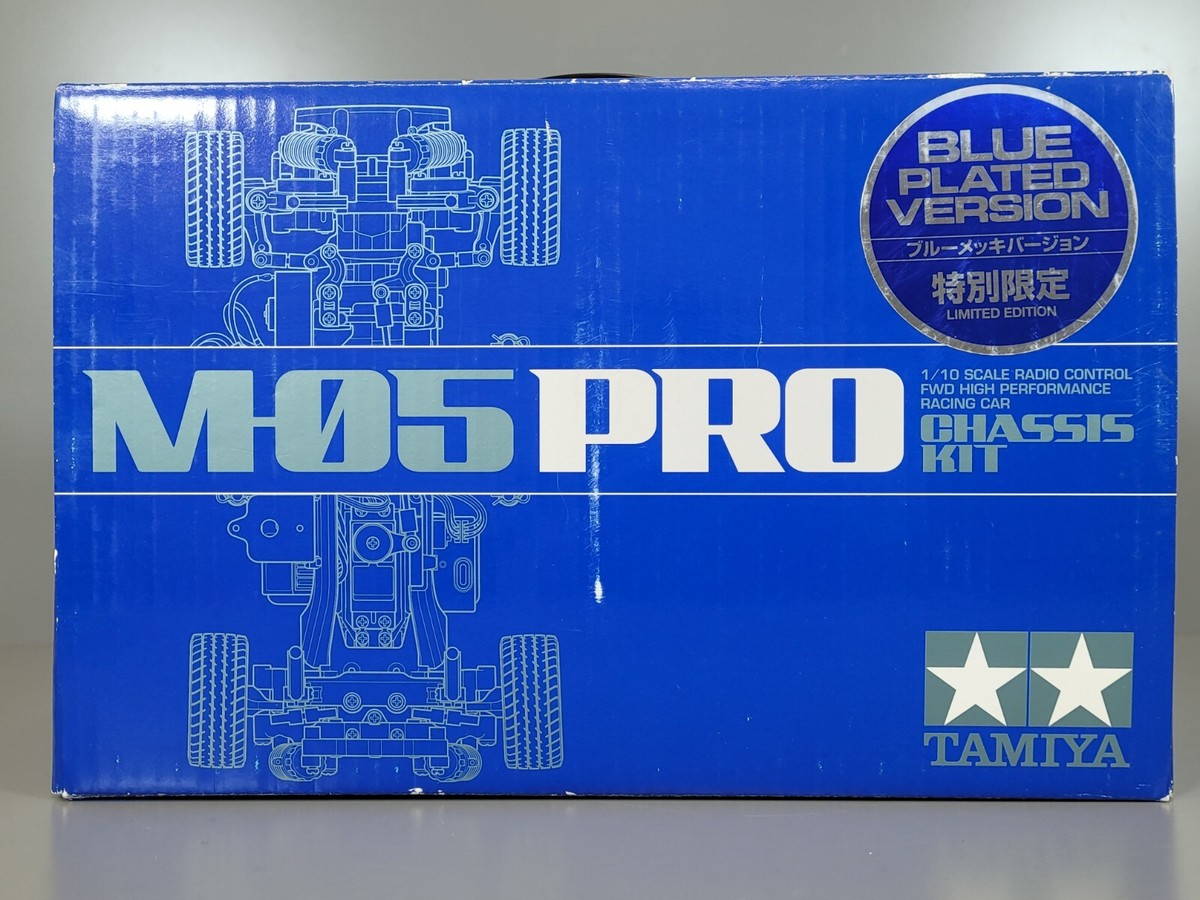 BLUE
PLATED
VERSION
ブルーメッキバージョン
特別限定
LIMITED EDITION
M-05 PRO
1/10 SCALE RADIO CONTROL
FWD HIGH PERFORMANCE
RACING CAR
CHASSIS
KIT
TAMIYA